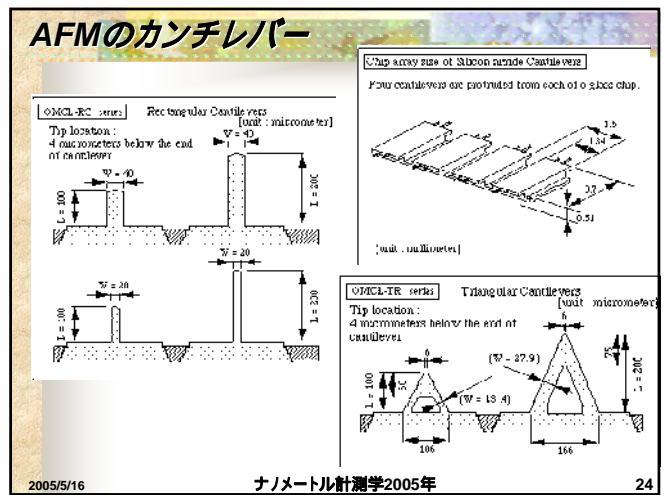 AFMのカンチレバー
Chip array size of Silicon nitride Cantilevers
Four cantilevers are protruded from each of a glass chip.
1.6
0.7
0.51
[unit : millimeter]
OMCL-RC series
Rectangular Cantilevers
[unit : micrometer]
Tip location :
4 micrometers below the end
of cantilever
W = 40
W = 40
L = 100
L = 200
W = 20
W = 20
L = 100
L = 200
OMCL-TR series
Triangular Cantilevers
[unit : micrometer]
Tip location :
4 micrometers below the end of
cantilever
6
6
(W = 27.9)
(W = 13.4)
L = 100
50
75
L = 200
106
166
2005/5/16
ナノメートル計測学2005年
24